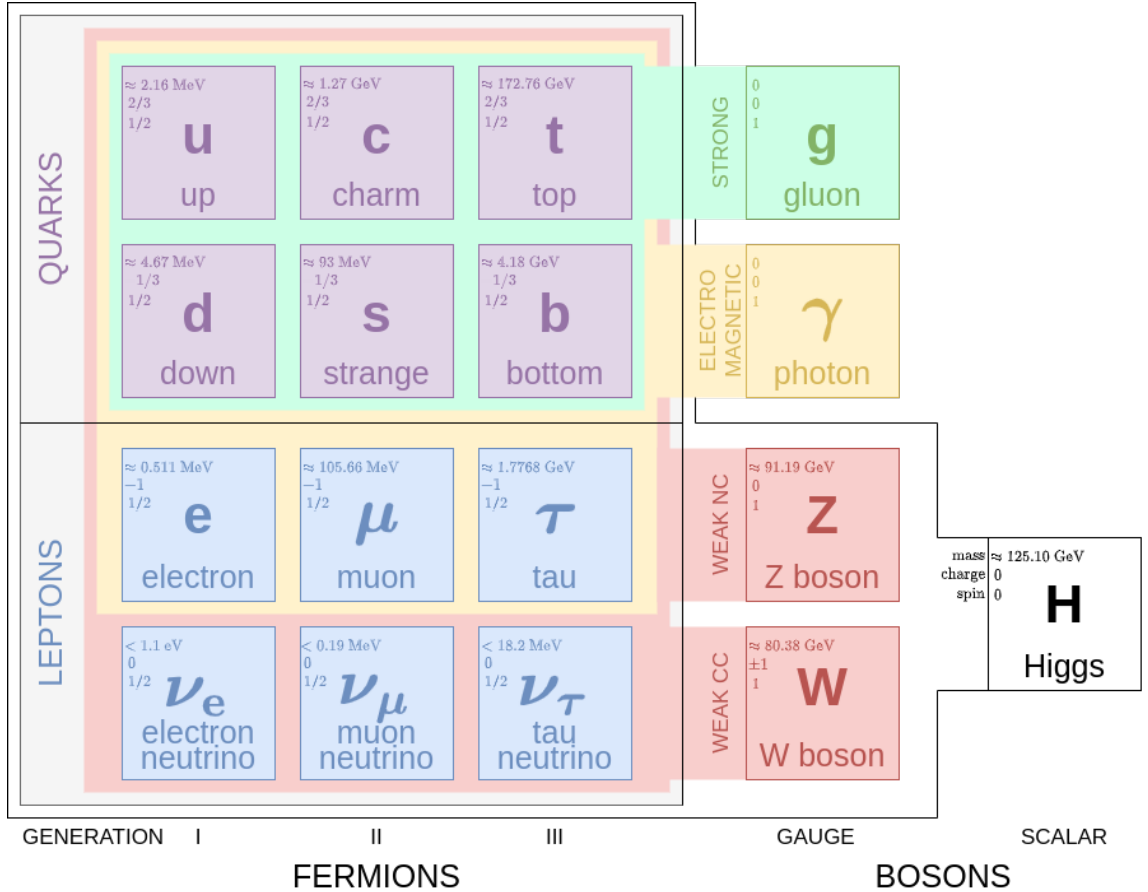 QUARKS
≈ 2.16 MeV
2/3
1/2
u
up
≈ 1.27 GeV
2/3
1/2
c
charm
≈ 172.76 GeV
2/3
1/2
t
top
STRONG
0
0
1
g
gluon
≈ 4.67 MeV
1/3
1/2
d
down
≈ 93 MeV
1/3
1/2
s
strange
≈ 4.18 GeV
1/3
1/2
b
bottom
ELECTRO
MAGNETIC
0
0
1
γ
photon
LEPTONS
≈ 0.511 MeV
−1
1/2
e
electron
≈ 105.66 MeV
−1
1/2
μ
muon
≈ 1.7768 GeV
−1
1/2
τ
tau
WEAK NC
≈ 91.19 GeV
0
1
Z
Z boson
mass ≈ 125.10 GeV
charge 0
spin 0
H
Higgs
< 1.1 eV
0
1/2
νe
electron
neutrino
< 0.19 MeV
0
1/2
νμ
muon
neutrino
< 18.2 MeV
0
1/2
ντ
tau
neutrino
WEAK CC
≈ 80.38 GeV
±1
1
W
W boson
GENERATION I II III GAUGE SCALAR
FERMIONS BOSONS